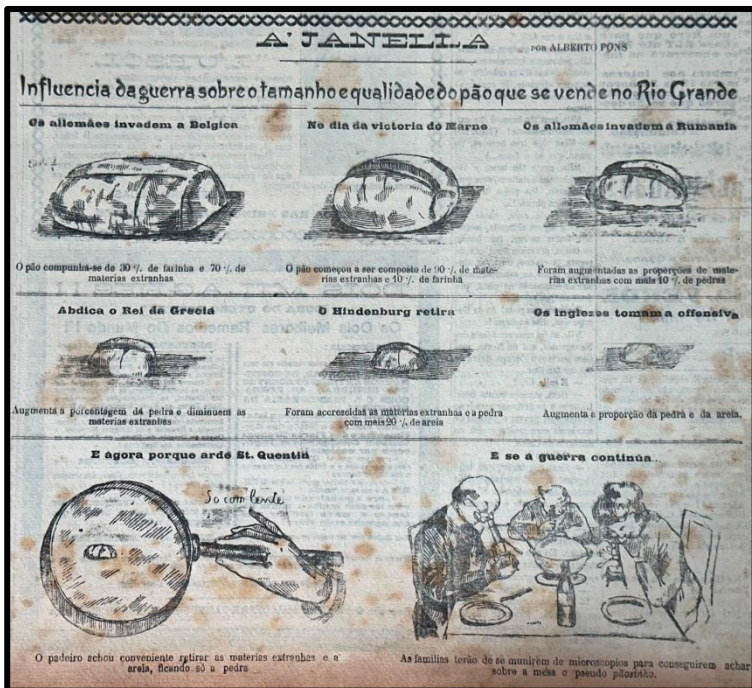 A' JANELLA
POR ALBERTO PONS
Influencia da guerra sobre o tamanho e qualidade do pão que se vende no Rio Grande
Os allemães invadem a Belgica
O pão compunha-se de 30 % de farinha e 70 % de
materias extranhas
No dia da victoria do Marne
O pão começou a ser composto de 90 % de mate-
rias extranhas e 10 % de farinha
Os allemães invadem a Rumania
Foram augmentadas as proporções de mate-
rias extranhas com mais 10 % de pedras
Abdica o Rei da Grecia
Augmenta a porcentagem da pedra e diminuem as
materias extranhas
O Hindenburg retira
Foram accrescidas as materias extranhas e a pedra
com mais 20 % de areia
Os inglezes tomam a offensiva
Augmenta a proporção da pedra e da areia.
E agora porque arde St. Quentin
So com lente
O padeiro achou conveniente retirar as materias extranhas e a'
areia, ficando só a pedra
E se a guerra continúa...
As familias terão de se munirem de microscopios para conseguirem achar
sobre a mesa o pseudo pãosinho.